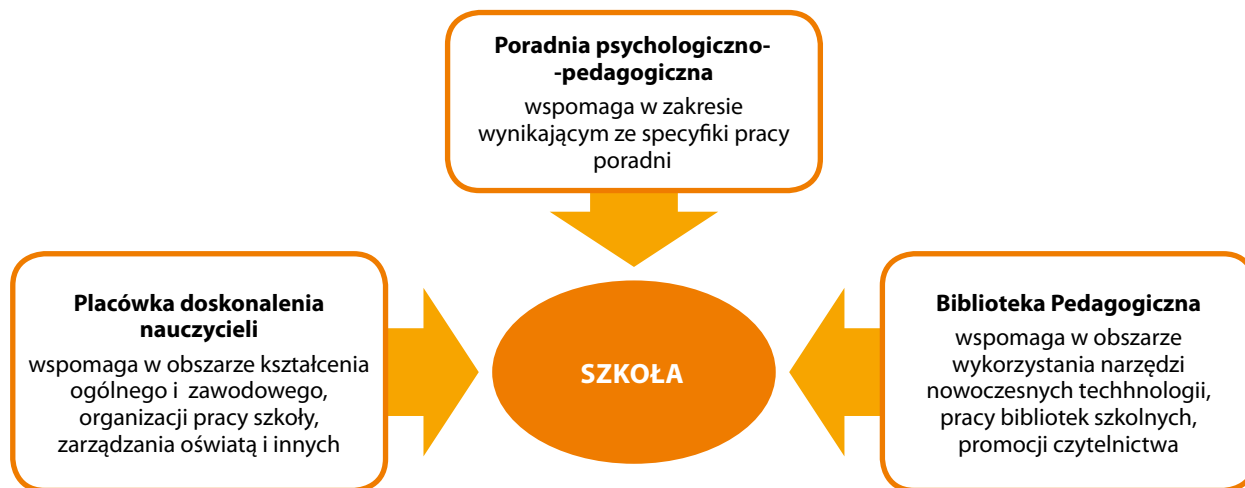 Poradnia psychologiczno-
-pedagogiczna
wspomaga w zakresie
wynikającym ze specyfiki pracy
poradni
Placówka doskonalenia
nauczycieli
wspomaga w obszarze kształcenia
ogólnego i zawodowego,
organizacji pracy szkoły,
zarządzania oświatą i innych
SZKOŁA
Biblioteka Pedagogiczna
wspomaga w obszarze
wykorzystania narzędzi
nowoczesnych techhnologii,
pracy bibliotek szkolnych,
promocji czytelnictwa